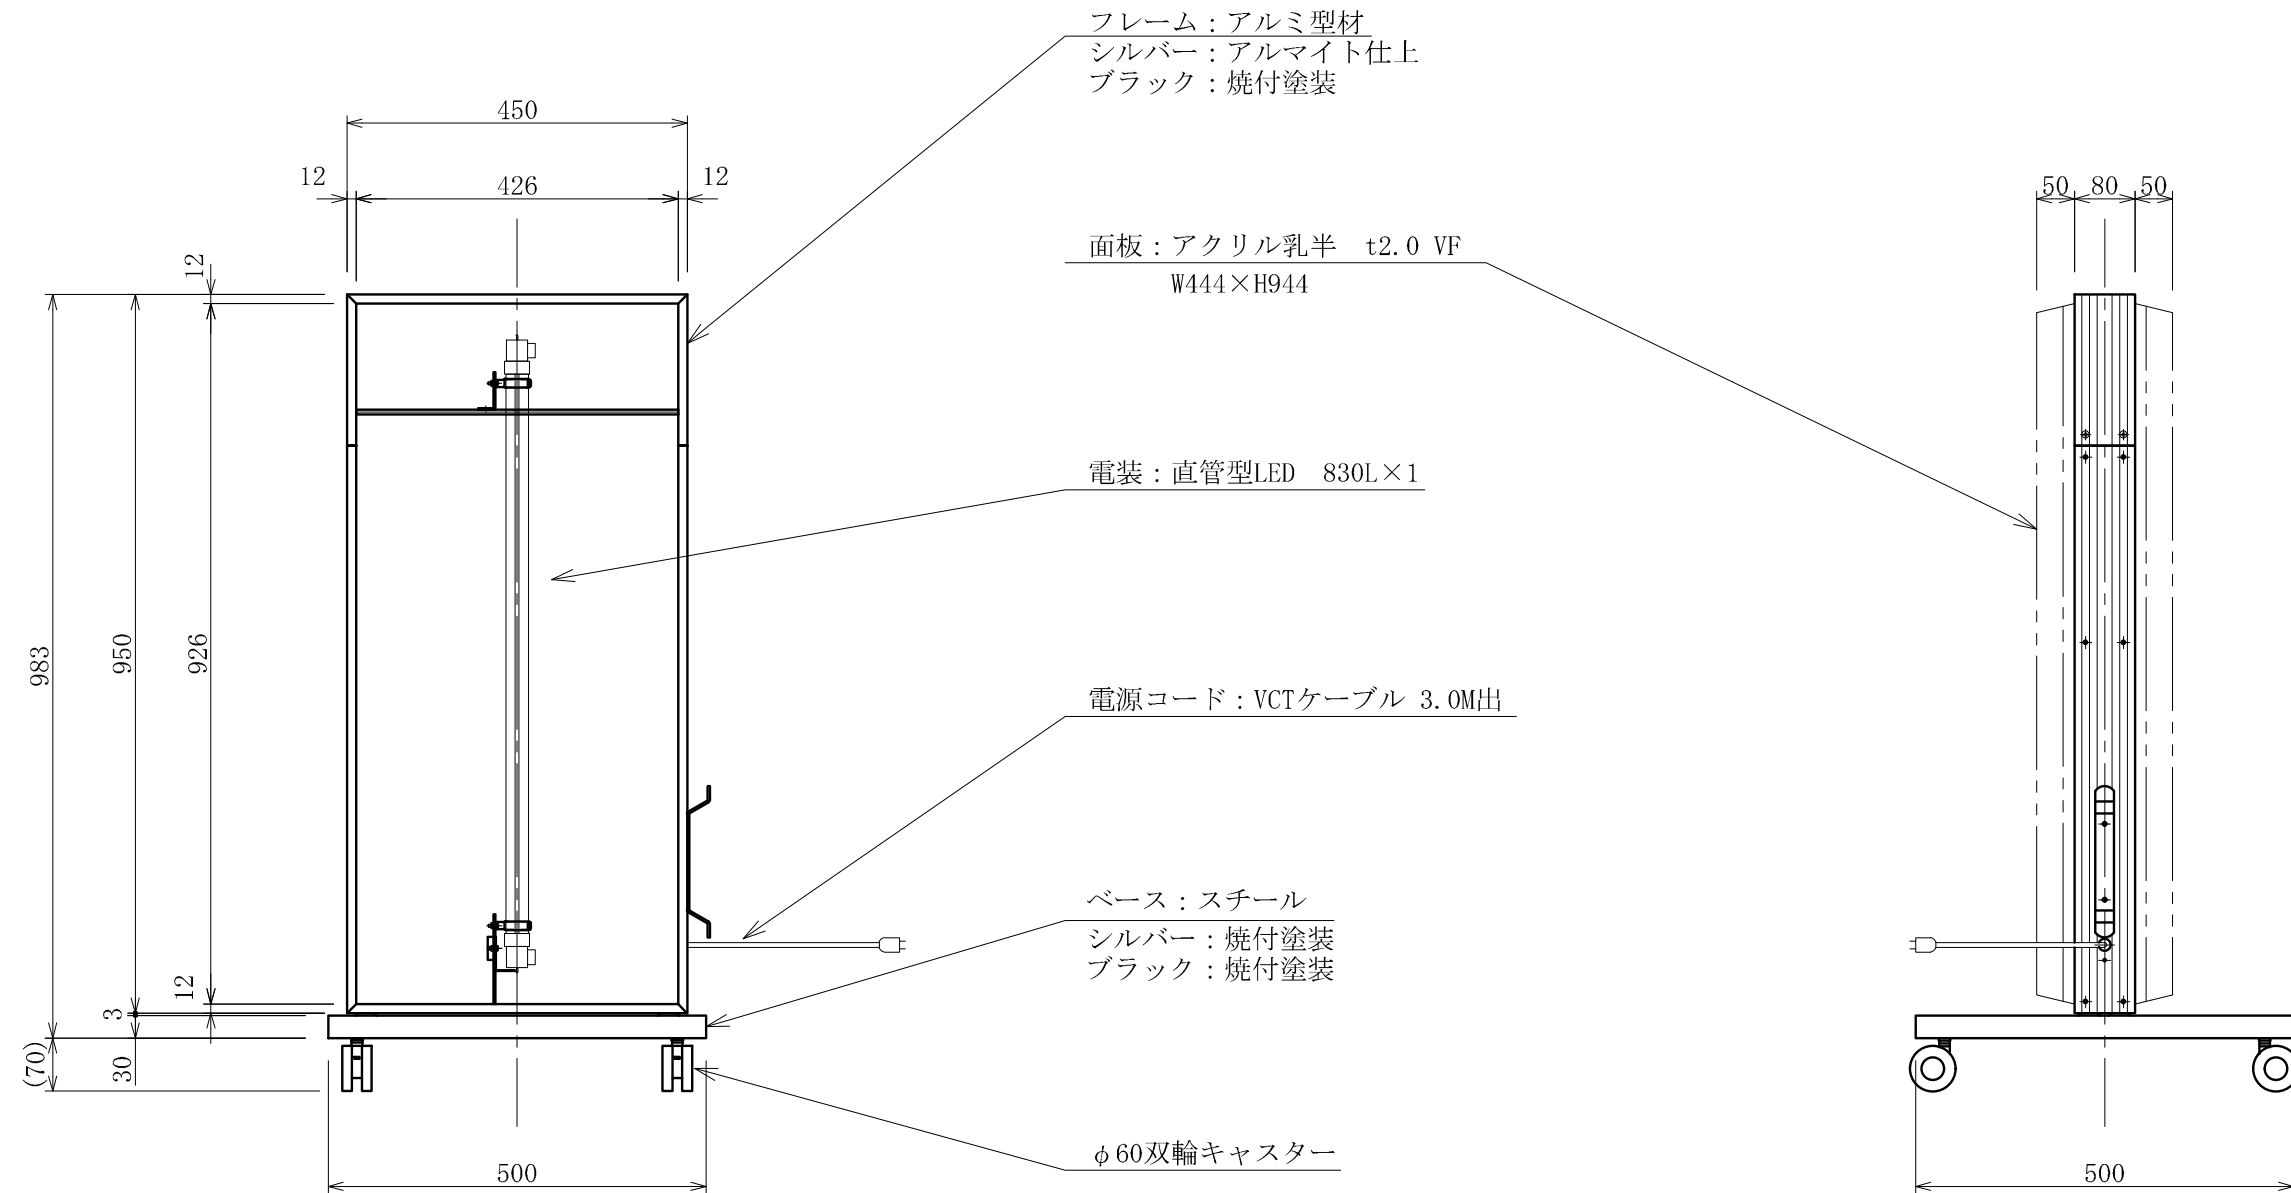 フレーム：アルミ型材
シルバー：アルマイト仕上
ブラック：焼付塗装
450
12
426
12
50
80
50
面板：アクリル乳半　t2.0 VF
W444×H944
12
電装：直管型LED　830L×1
983
950
926
電源コード：VCTケーブル 3.0M出
ベース：スチール
シルバー：焼付塗装
ブラック：焼付塗装
12
3
(70)
30
φ60双輪キャスター
500
500